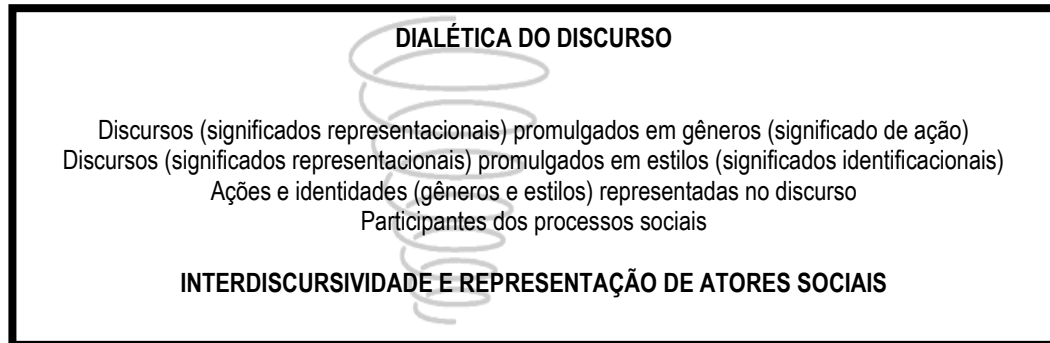 DIALÉTICA DO DISCURSO
Discursos (significados representacionais) promulgados em gêneros (significado de ação)
Discursos (significados representacionais) promulgados em estilos (significados identificacionais)
Ações e identidades (gêneros e estilos) representadas no discurso
Participantes dos processos sociais
INTERDISCURSIVIDADE E REPRESENTAÇÃO DE ATORES SOCIAIS